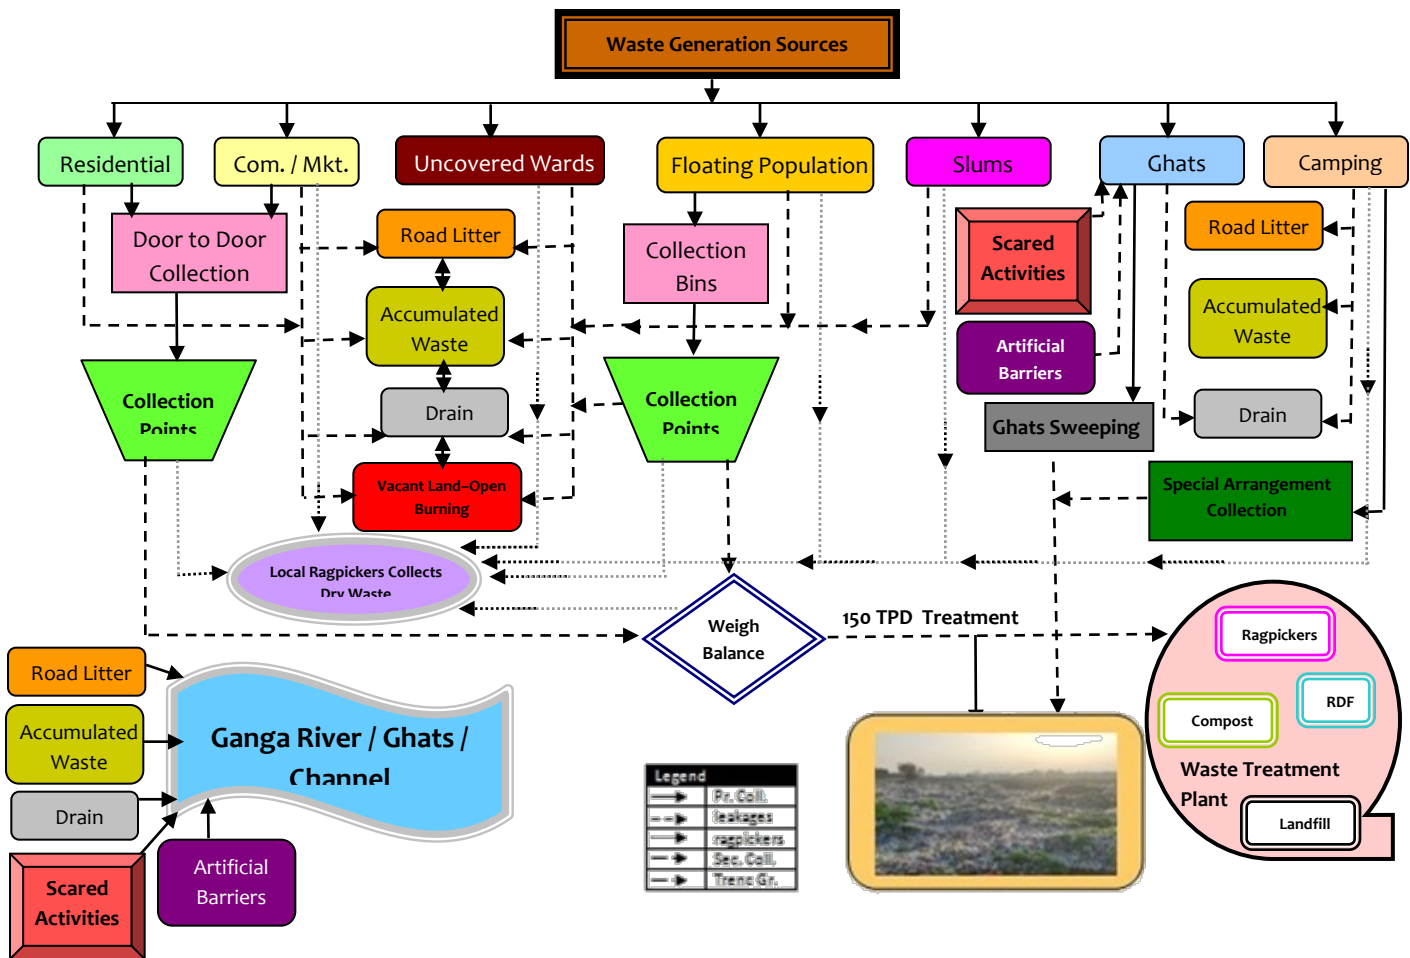 Waste Generation Sources
Residential
Com. / Mkt.
Uncovered Wards
Floating Population
Slums
Ghats
Camping
Door to Door
Collection
Road Litter
Collection
Bins
Scared
Activities
Road Litter
Accumulated
Waste
Accumulated
Waste
Artificial
Barriers
Collection
Points
Drain
Collection
Points
Ghats Sweeping
Drain
Vacant Land-Open
Burning
Special Arrangement
Collection
Local Ragpickers Collects
Dry Waste
Weigh
Balance
150 TPD Treatment
Ragpickers
RDF
Compost
Waste Treatment
Plant
Landfill
Road Litter
Accumulated
Waste
Drain
Scared
Activities
Artificial
Barriers
Ganga River / Ghats /
Channel
Legend
Pr. Coll.
leakages
ragpickers
Sec. Coll.
Trenc Gr.